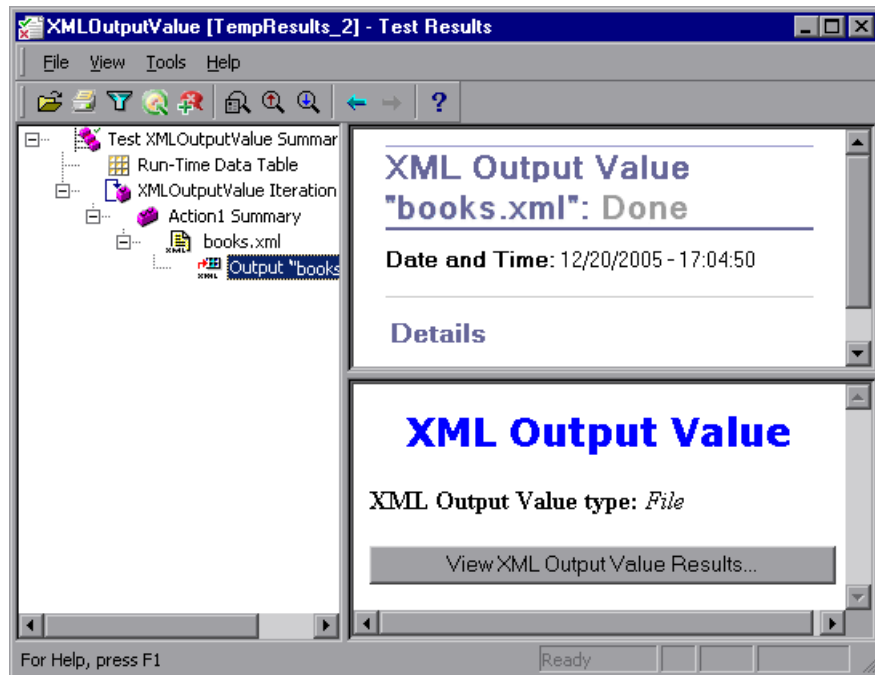 XMLOutputValue [TempResults_2] - Test Results
File View Tools Help
Test XMLOutputValue Summar
Run-Time Data Table
XMLOutputValue Iteration
Action1 Summary
books.xml
Output "books
XML Output Value
"books.xml": Done
Date and Time: 12/20/2005 - 17:04:50
Details
XML Output Value
XML Output Value type: File
View XML Output Value Results...
For Help, press F1
Ready